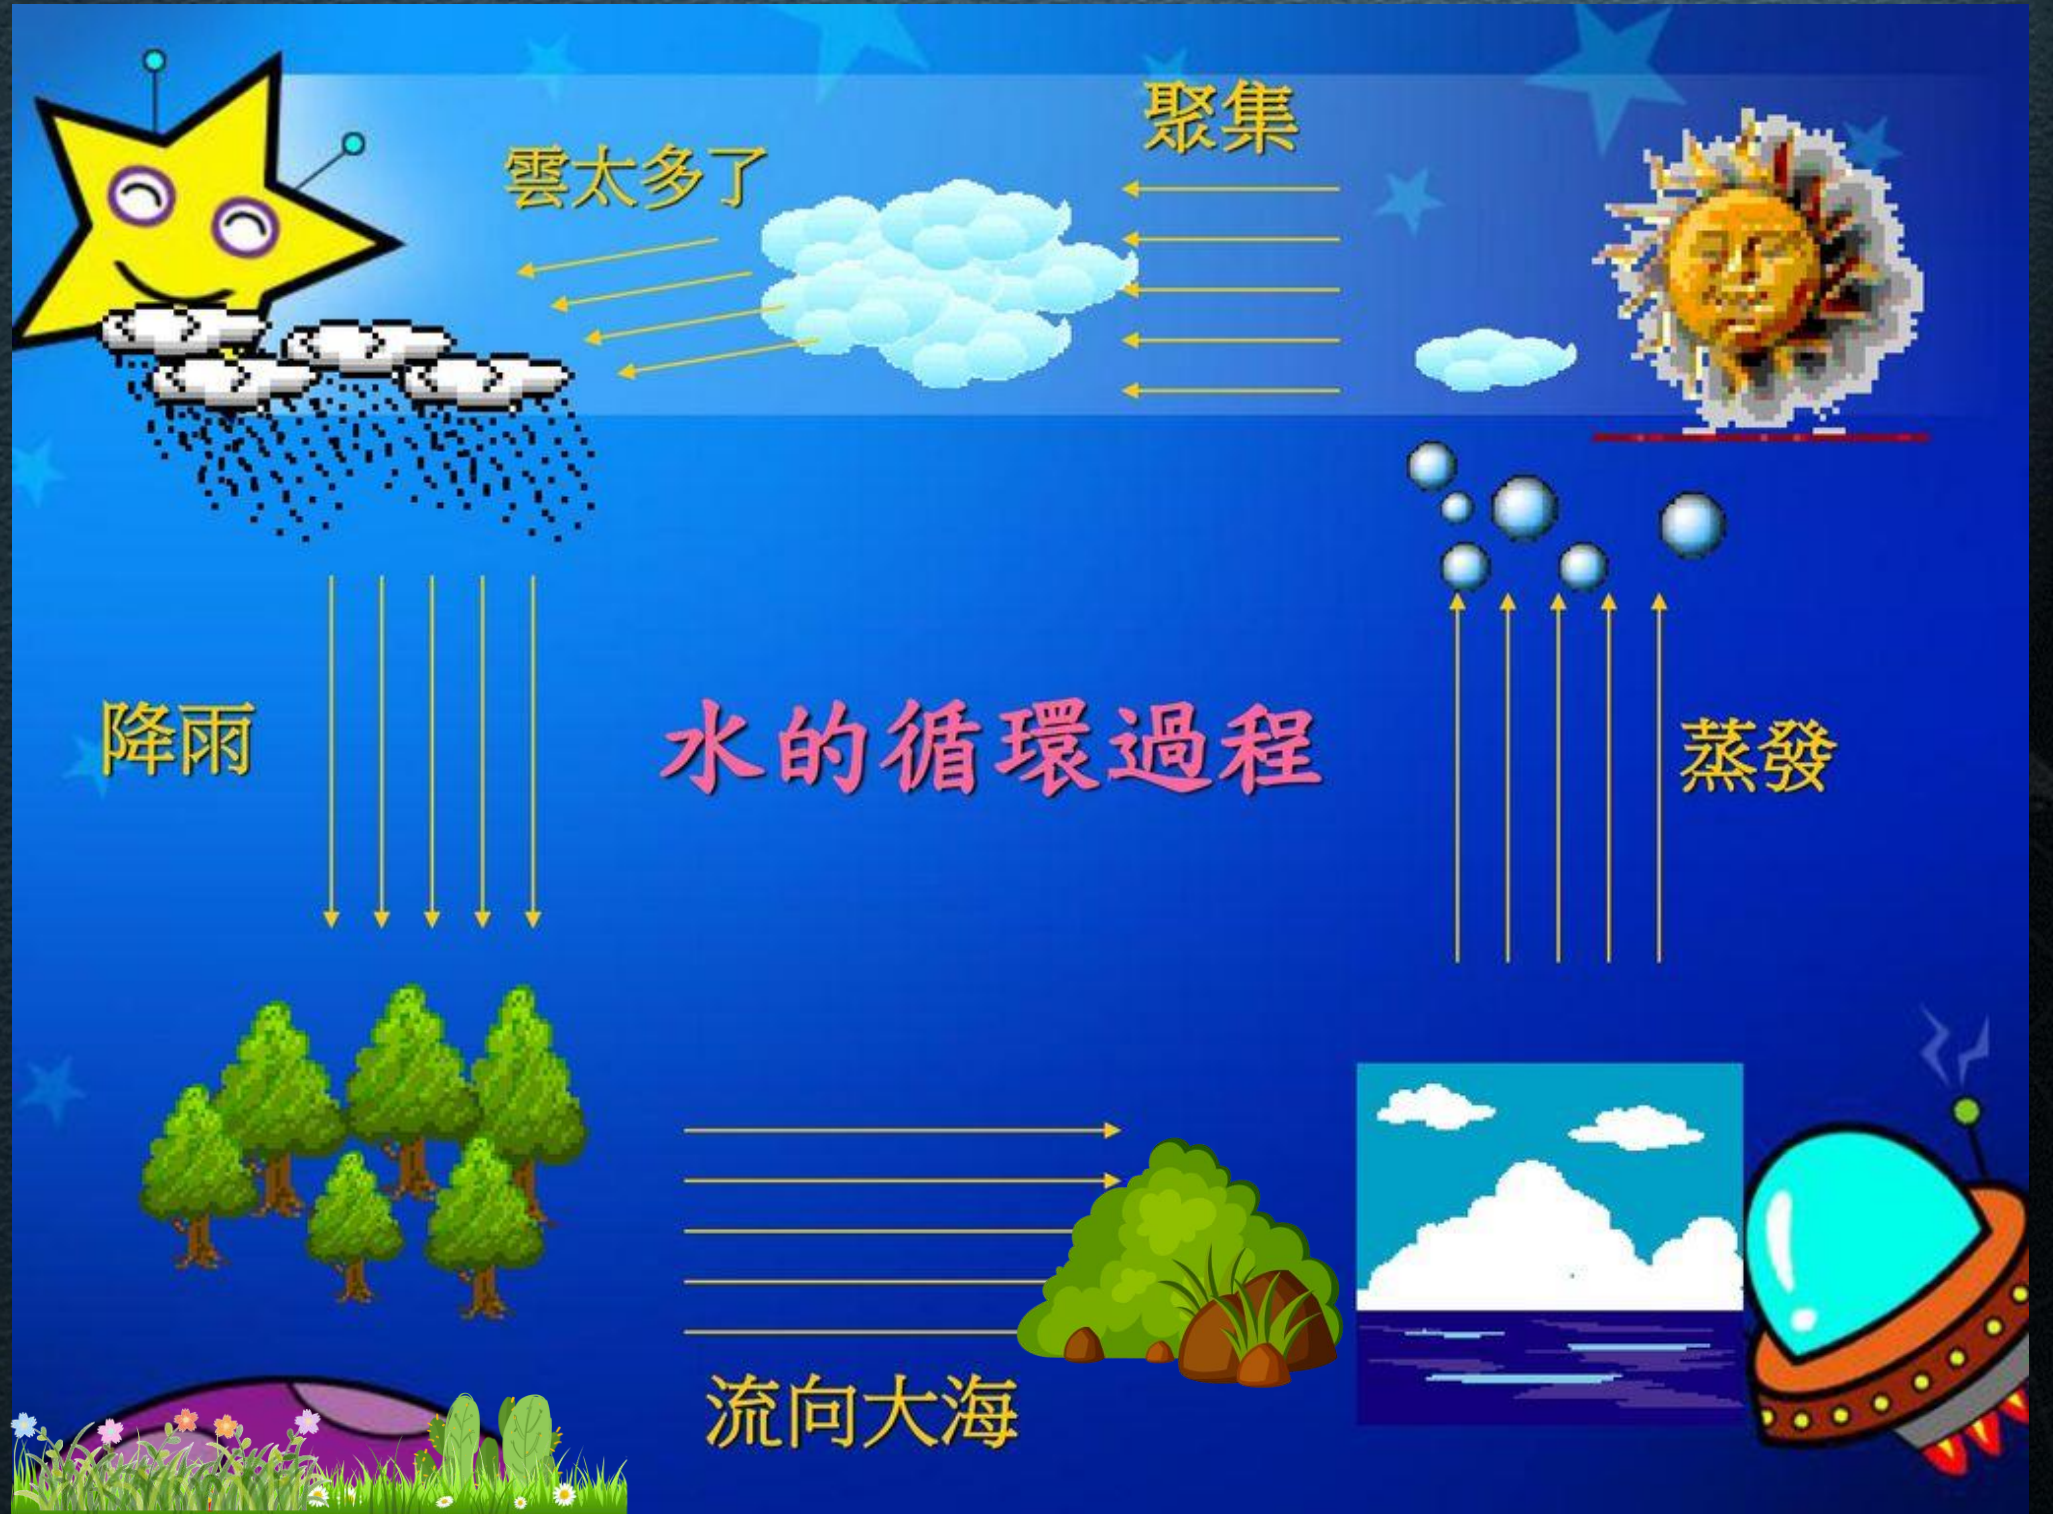 聚集
雲太多了
降雨
水的循環過程
蒸發
流向大海